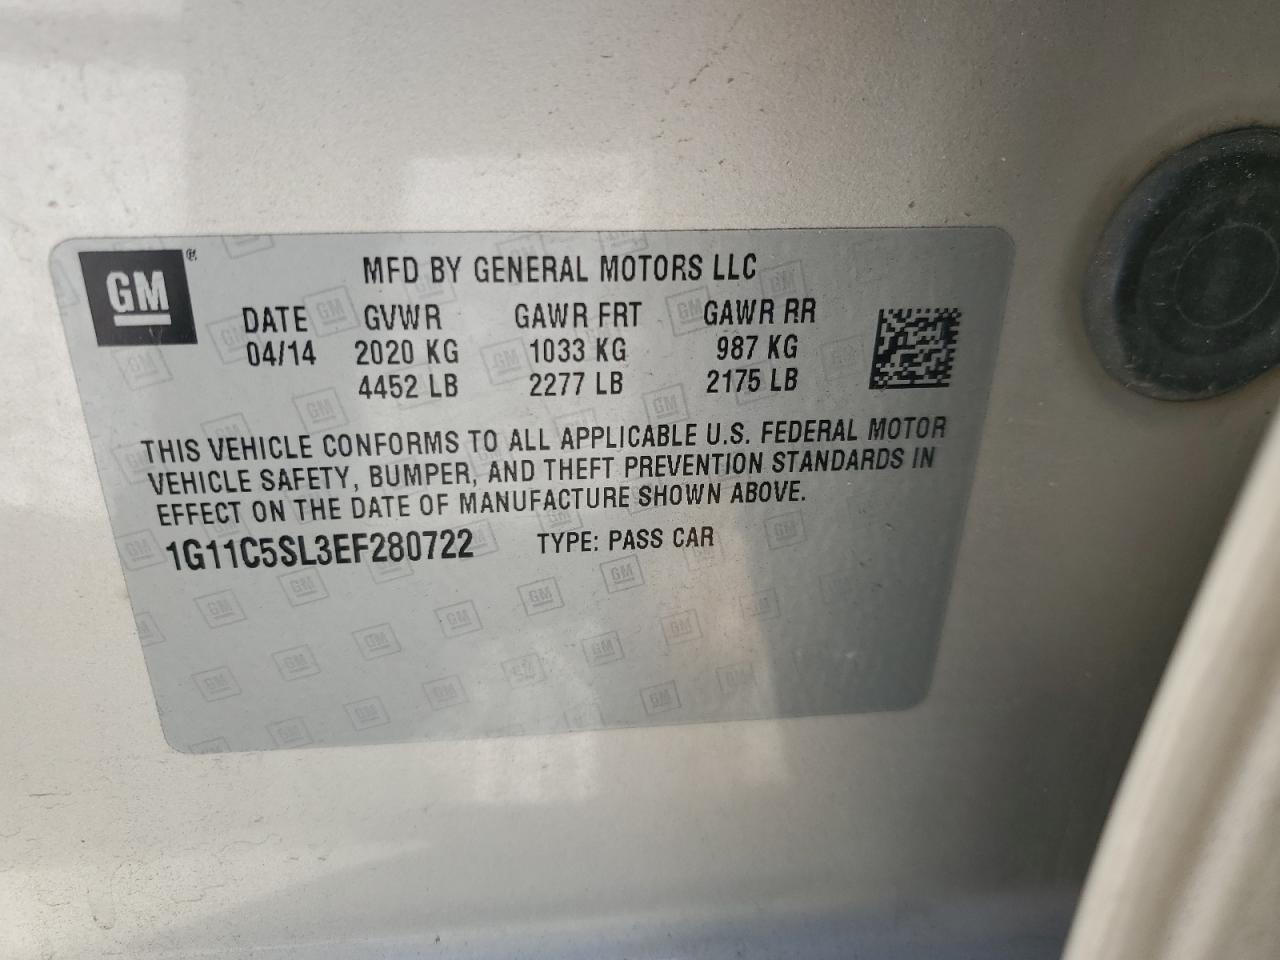 GM®
MFD BY GENERAL MOTORS LLC
DATE GVWR GAWR FRT GAWR RR
04/14 2020 KG 1033 KG 987 KG
4452 LB 2277 LB 2175 LB
THIS VEHICLE CONFORMS TO ALL APPLICABLE U.S. FEDERAL MOTOR
VEHICLE SAFETY, BUMPER, AND THEFT PREVENTION STANDARDS IN
EFFECT ON THE DATE OF MANUFACTURE SHOWN ABOVE.
1G11C5SL3EF280722 TYPE: PASS CAR